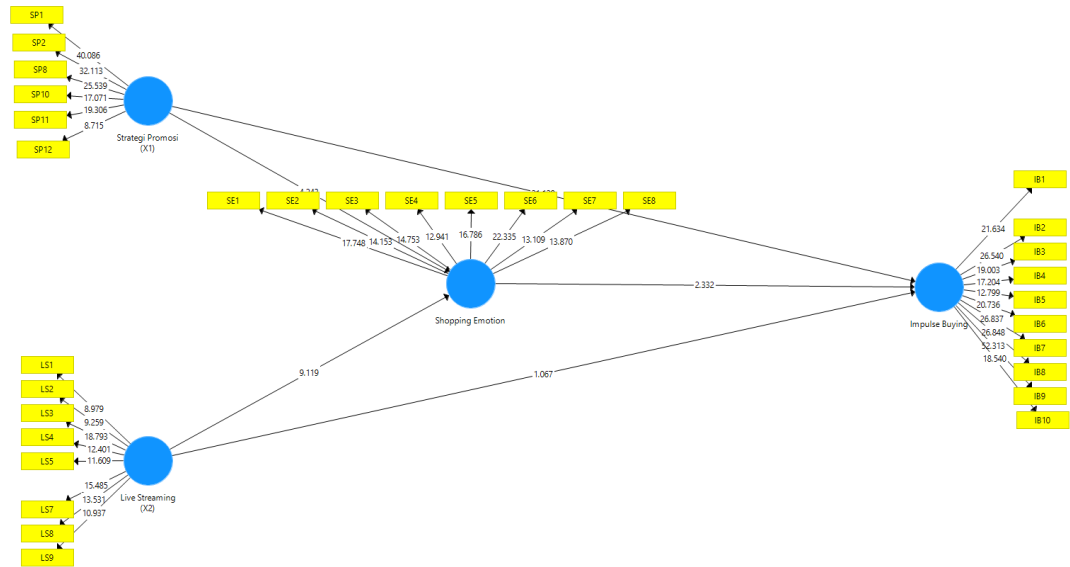 SP1
SP2
SP8
SP10
SP11
SP12
40.086
32.113
25.539
17.071
19.306
8.715
Strategi Promosi
(X1)
SE1
SE2
SE3
SE4
SE5
SE6
SE7
SE8
17.748
14.153
14.753
12.941
16.786
22.335
13.109
13.870
Shopping Emotion
2.332
9.119
1.067
IB1
IB2
IB3
IB4
IB5
IB6
IB7
IB8
IB9
IB10
21.634
26.540
19.003
17.204
12.799
20.736
26.837
26.848
52.313
18.540
Impulse Buying
LS1
LS2
LS3
LS4
LS5
LS7
LS8
LS9
8.979
9.259
18.793
12.401
11.609
15.485
13.531
10.937
Live Streaming
(X2)